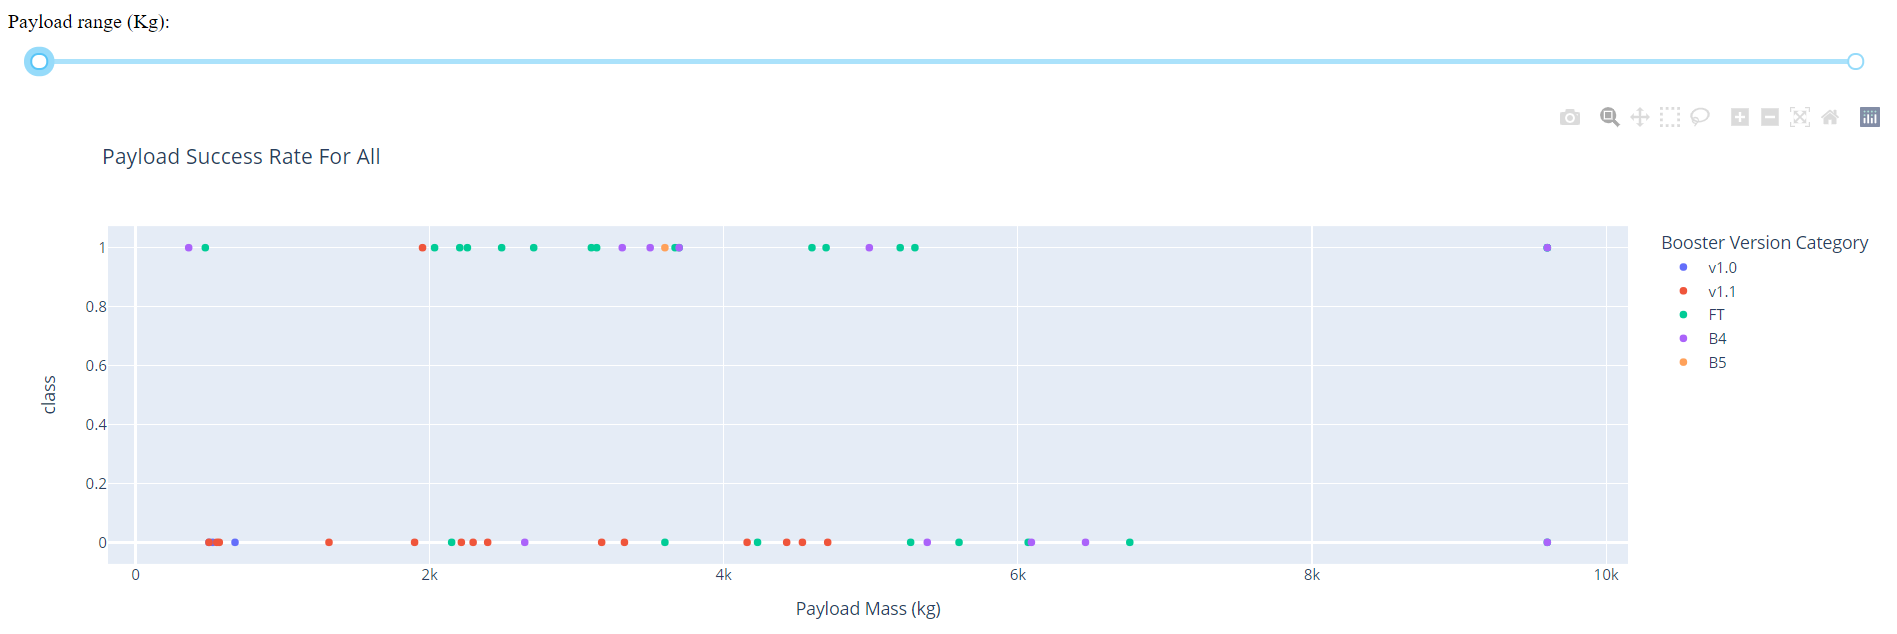 Payload range (Kg):
Payload Success Rate For All
1
0.8
0.6
0.4
0.2
0
class
0
2k
4k
6k
8k
10k
Payload Mass (kg)
Booster Version Category
v1.0
v1.1
FT
B4
B5